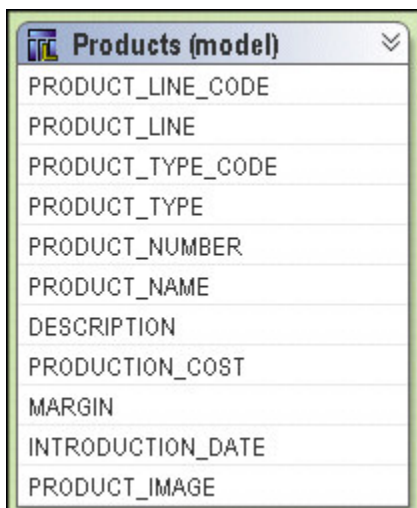 Products (model)
PRODUCT_LINE_CODE
PRODUCT_LINE
PRODUCT_TYPE_CODE
PRODUCT_TYPE
PRODUCT_NUMBER
PRODUCT_NAME
DESCRIPTION
PRODUCTION_COST
MARGIN
INTRODUCTION_DATE
PRODUCT_IMAGE